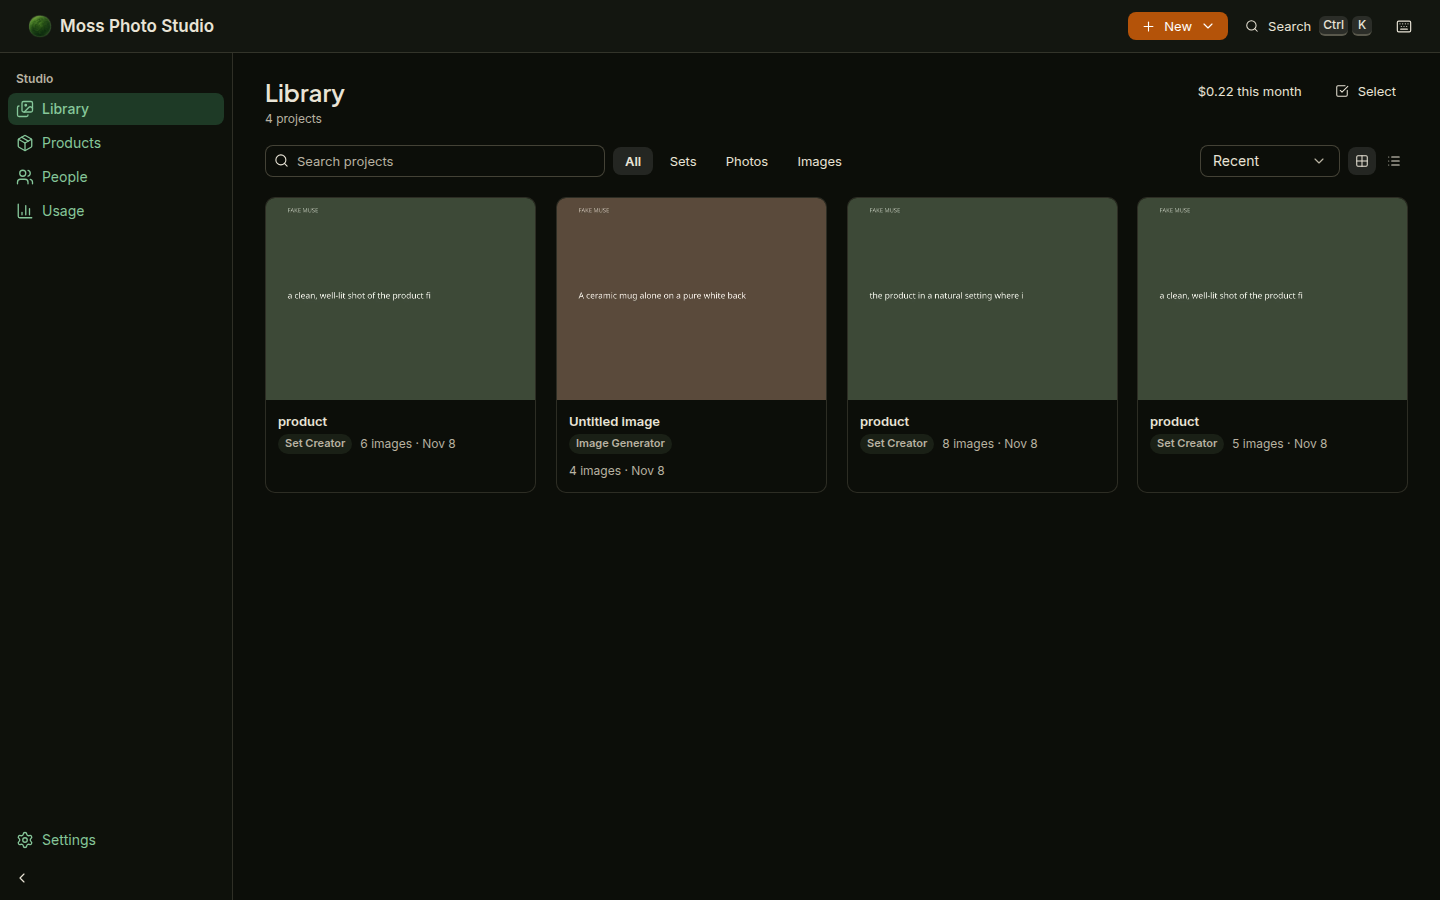 Moss Photo Studio
New
Search Ctrl K
Studio
Library
Products
People
Usage
Settings
Library
4 projects
$0.22 this month
Select
Search projects
All
Sets
Photos
Images
Recent
FAKE MUSE
a clean, well-lit shot of the product fi
product
Set Creator
6 images · Nov 8
FAKE MUSE
A ceramic mug alone on a pure white back
Untitled image
Image Generator
4 images · Nov 8
FAKE MUSE
the product in a natural setting where i
product
Set Creator
8 images · Nov 8
FAKE MUSE
a clean, well-lit shot of the product fi
product
Set Creator
5 images · Nov 8